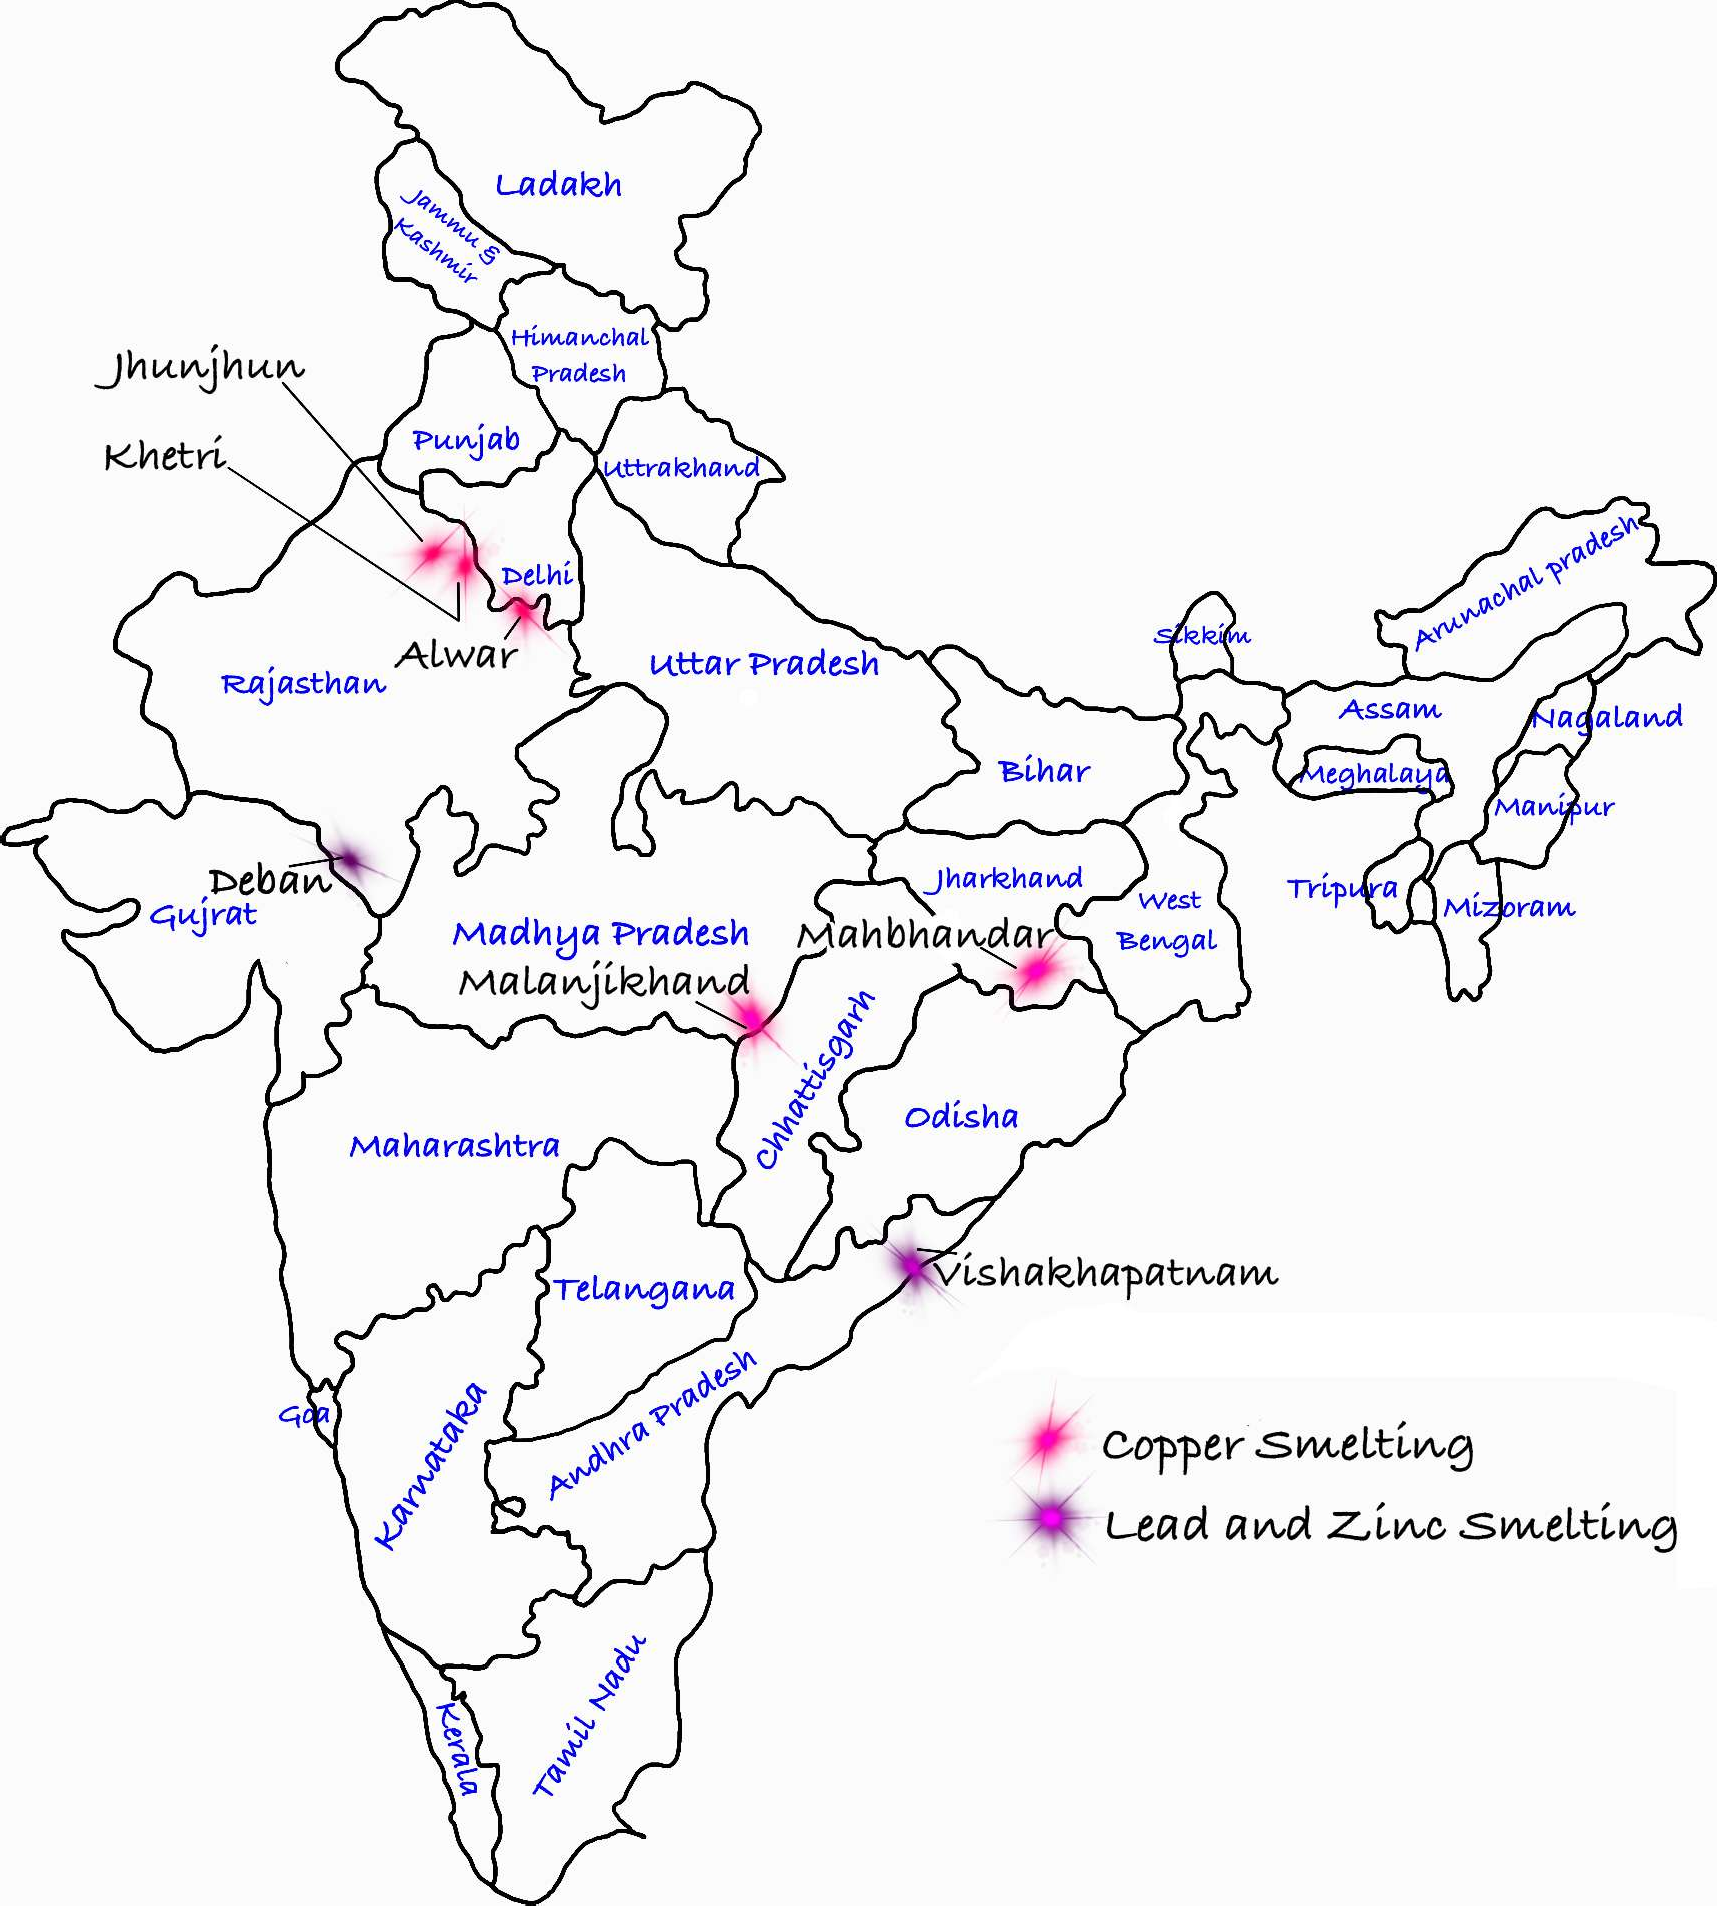 Ladakh
Jammu &
Kashmir
Himanchal
Pradesh
Jhunjhun
Punjab
Khetri
Uttrakhand
Arunachal pradesh
Delhi
Sikkim
Alwar
Uttar Pradesh
Rajasthan
Assam
Nagaland
Bihar
Meghalaya
Manipur
Deban
Jharkhand
Tripura
West
Bengal
Mizoram
Gujrat
Madhya Pradesh
Mahbhandar
Malanjikhand
Chhattisgarh
Odisha
Maharashtra
Vishakhapatnam
Telangana
Andhra Pradesh
Goa
Karnataka
Copper Smelting
Lead and Zinc Smelting
Tamil Nadu
Kerala